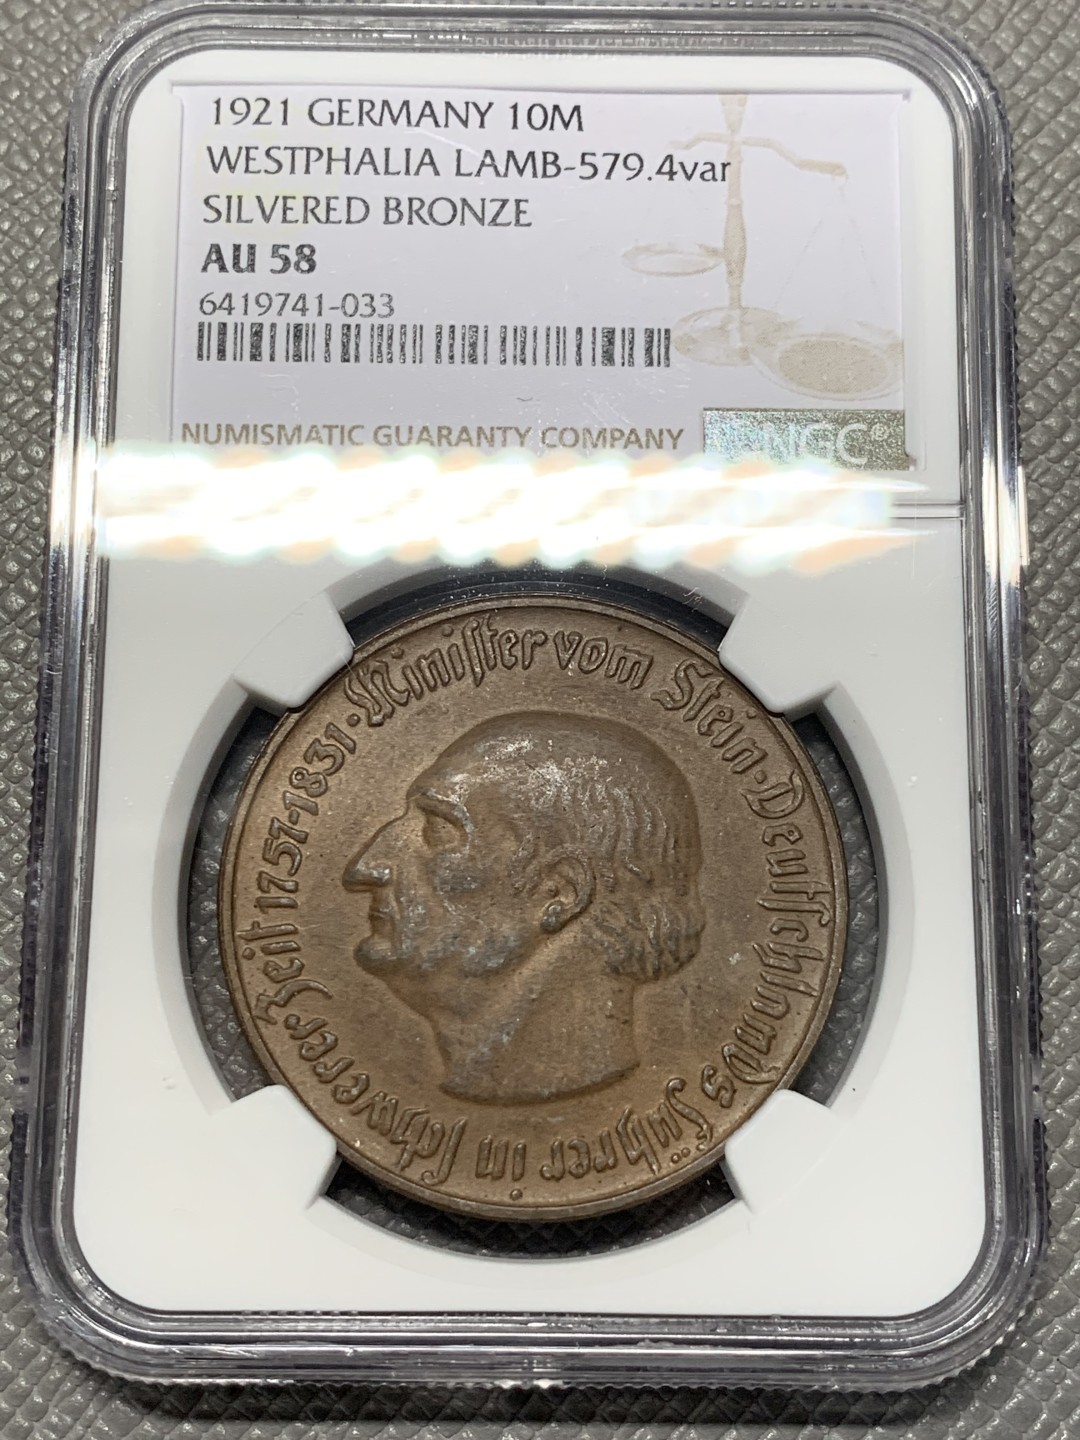 1921 GERMANY 10M
WESTPHALIA LAMB-579.4var
SILVERED BRONZE
AU 58
6419741-033
NUMISMATIC GUARANTY COMPANY
NGC®
Minister vom Stein · Deutschlands Führer in schwerer Zeit 1757-1831 ·